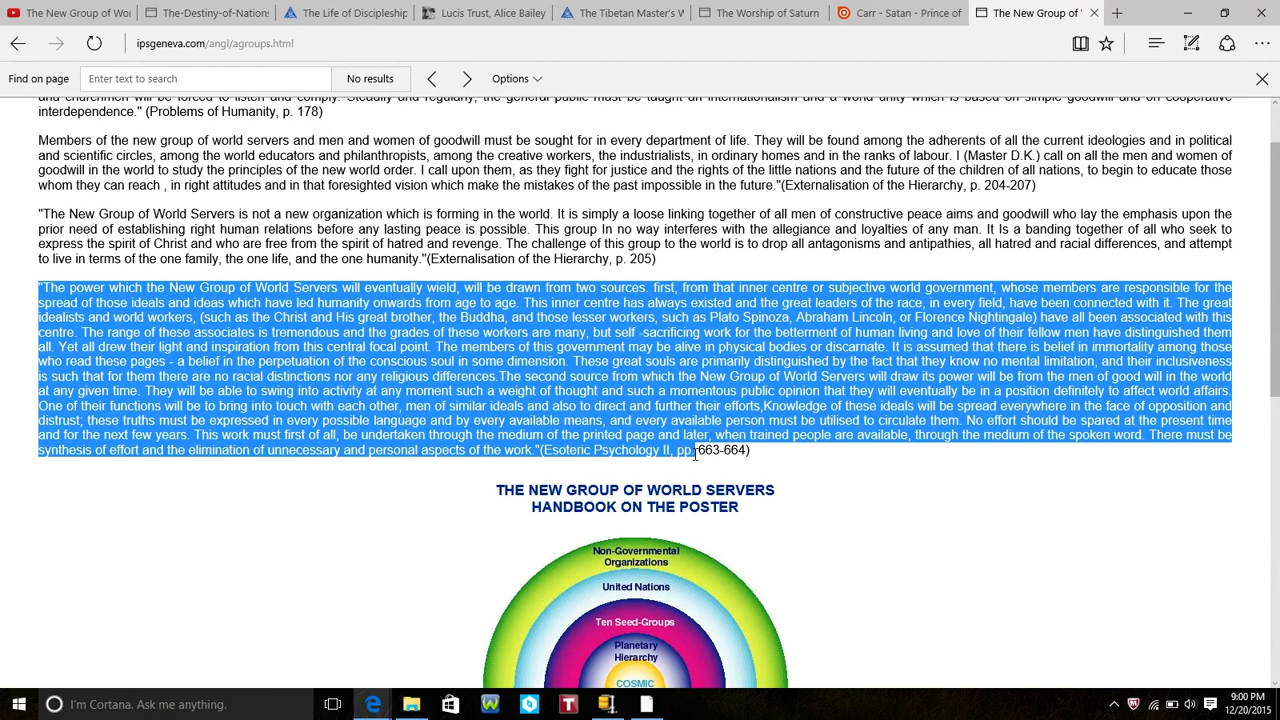 The New Group of Wor
The-Destiny-of-Nations
The Life of Discipleship
Lucis Trust, Alice Bailey
The Tibetan Master's W
The Worship of Saturn
Carr - Satan - Prince of
The New Group of
ipsgeneva.com/angl/agroups.html
Find on page
Enter text to search
No results
Options
and churchmen will be forced to listen and comply. Steadily and regularly, the general public must be taught an internationalism and a world unity which is based on simple goodwill and on cooperative
interdependence." (Problems of Humanity, p. 178)
Members of the new group of world servers and men and women of goodwill must be sought for in every department of life. They will be found among the adherents of all the current ideologies and in political
and scientific circles, among the world educators and philanthropists, among the creative workers, the industrialists, in ordinary homes and in the ranks of labour. I (Master D.K.) call on all the men and women of
goodwill in the world to study the principles of the new world order. I call upon them, as they fight for justice and the rights of the little nations and the future of the children of all nations, to begin to educate those
whom they can reach , in right attitudes and in that foresighted vision which make the mistakes of the past impossible in the future."(Externalisation of the Hierarchy, p. 204-207)
"The New Group of World Servers is not a new organization which is forming in the world. It is simply a loose linking together of all men of constructive peace aims and goodwill who lay the emphasis upon the
prior need of establishing right human relations before any lasting peace is possible. This group In no way interferes with the allegiance and loyalties of any man. It Is a banding together of all who seek to
express the spirit of Christ and who are free from the spirit of hatred and revenge. The challenge of this group to the world is to drop all antagonisms and antipathies, all hatred and racial differences, and attempt
to live in terms of the one family, the one life, and the one humanity."(Externalisation of the Hierarchy, p. 205)
"The power which the New Group of World Servers will eventually wield, will be drawn from two sources. first, from that inner centre or subjective world government, whose members are responsible for the
spread of those ideals and ideas which have led humanity onwards from age to age. This inner centre has always existed and the great leaders of the race, in every field, have been connected with it. The great
idealists and world workers, (such as the Christ and His great brother, the Buddha, and those lesser workers, such as Plato Spinoza, Abraham Lincoln, or Florence Nightingale) have all been associated with this
centre. The range of these associates is tremendous and the grades of these workers are many, but self -sacrificing work for the betterment of human living and love of their fellow men have distinguished them
all. Yet all drew their light and inspiration from this central focal point. The members of this government may be alive in physical bodies or discarnate. It is assumed that there is belief in immortality among those
who read these pages - a belief in the perpetuation of the conscious soul in some dimension. These great souls are primarily distinguished by the fact that they know no mental limitation, and their inclusiveness
is such that for them there are no racial distinctions nor any religious differences.The second source from which the New Group of World Servers will draw its power will be from the men of good will in the world
at any given time. They will be able to swing into activity at any moment such a weight of thought and such a momentous public opinion that they will eventually be in a position definitely to affect world affairs.
One of their functions will be to bring into touch with each other, men of similar ideals and also to direct and further their efforts,Knowledge of these ideals will be spread everywhere in the face of opposition and
distrust; these truths must be expressed in every possible language and by every available means, and every available person must be utilised to circulate them. No effort should be spared at the present time
and for the next few years. This work must first of all, be undertaken through the medium of the printed page and later, when trained people are available, through the medium of the spoken word. There must be
synthesis of effort and the elimination of unnecessary and personal aspects of the work."(Esoteric Psychology II, pp. 663-664)
THE NEW GROUP OF WORLD SERVERS
HANDBOOK ON THE POSTER
Non-Governmental
Organizations
United Nations
Ten Seed-Groups
Planetary
Hierarchy
COSMIC
I'm Cortana. Ask me anything.
9:00 PM
12/20/2015